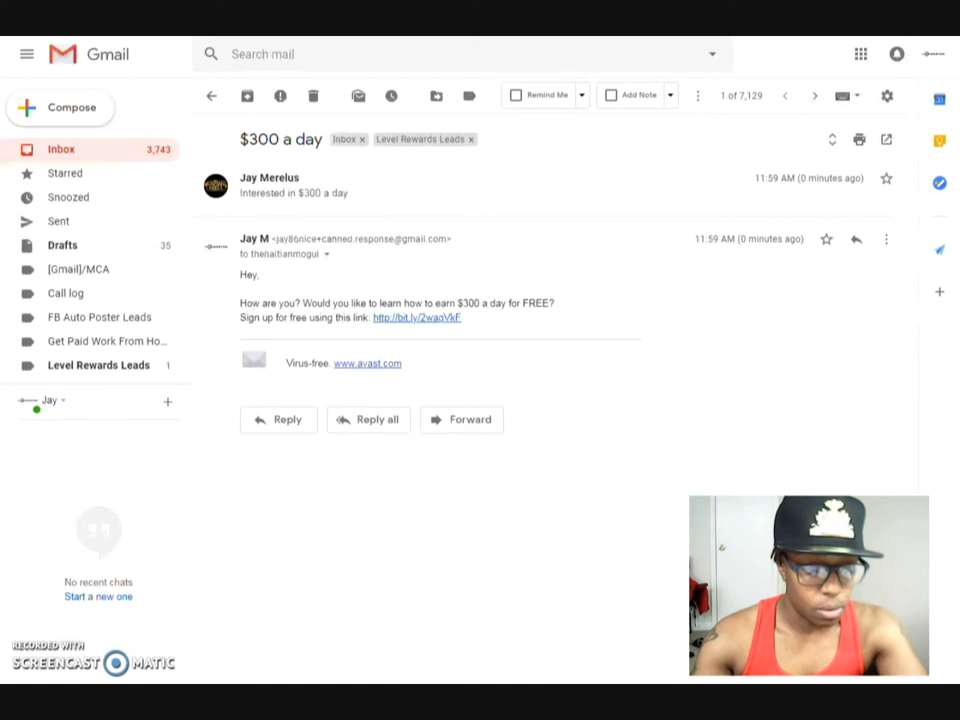 Gmail
Search mail
Compose
Remind Me
Add Note
1 of 7,129
Inbox 3,743
Starred
Snoozed
Sent
Drafts 35
[Gmail]/MCA
Call log
FB Auto Poster Leads
Get Paid Work From Ho...
Level Rewards Leads 1
Jay
$300 a day Inbox x Level Rewards Leads x
Jay Merelus 11:59 AM (0 minutes ago)
Interested in $300 a day
Jay M <jay86nice+canned.response@gmail.com> 11:59 AM (0 minutes ago)
to thenaitianmogul
Hey,
How are you? Would you like to learn how to earn $300 a day for FREE?
Sign up for free using this link: http://bit.ly/2waqVkF
Virus-free. www.avast.com
Reply
Reply all
Forward
No recent chats
Start a new one
RECORDED WITH
SCREENCAST MATIC